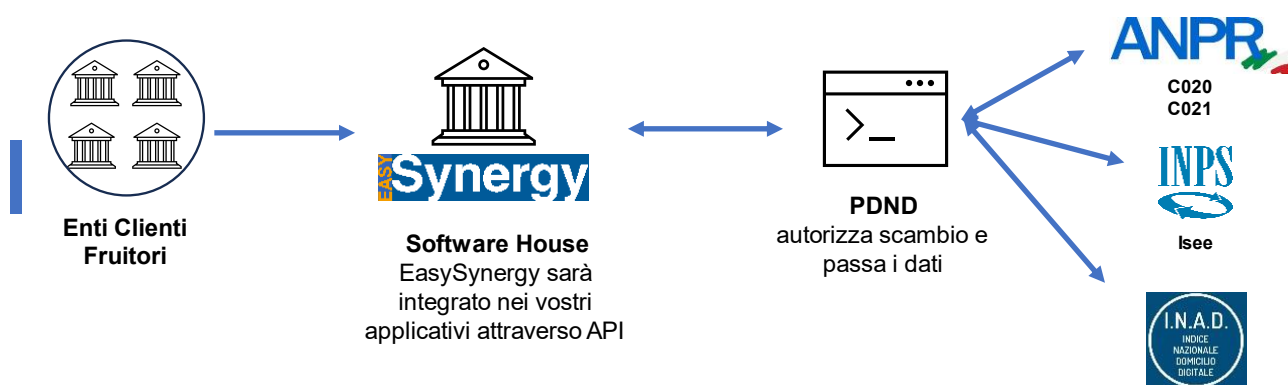 Enti Clienti
Fruitori
EASY
Synergy
Software House
EasySynergy sarà
integrato nei vostri
applicativi attraverso API
>_
PDND
autorizza scambio e
passa i dati
ANPR
C020
C021
INPS
Isee
I.N.A.D.
INDICE
NAZIONALE
DOMICILIO
DIGITALE